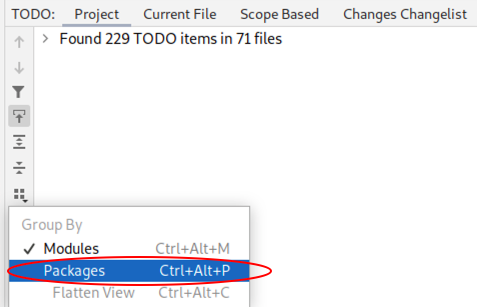 TODO: Project Current File Scope Based Changes Changelist
Found 229 TODO items in 71 files
Group By
Modules Ctrl+Alt+M
Packages Ctrl+Alt+P
Flatten View Ctrl+Alt+C